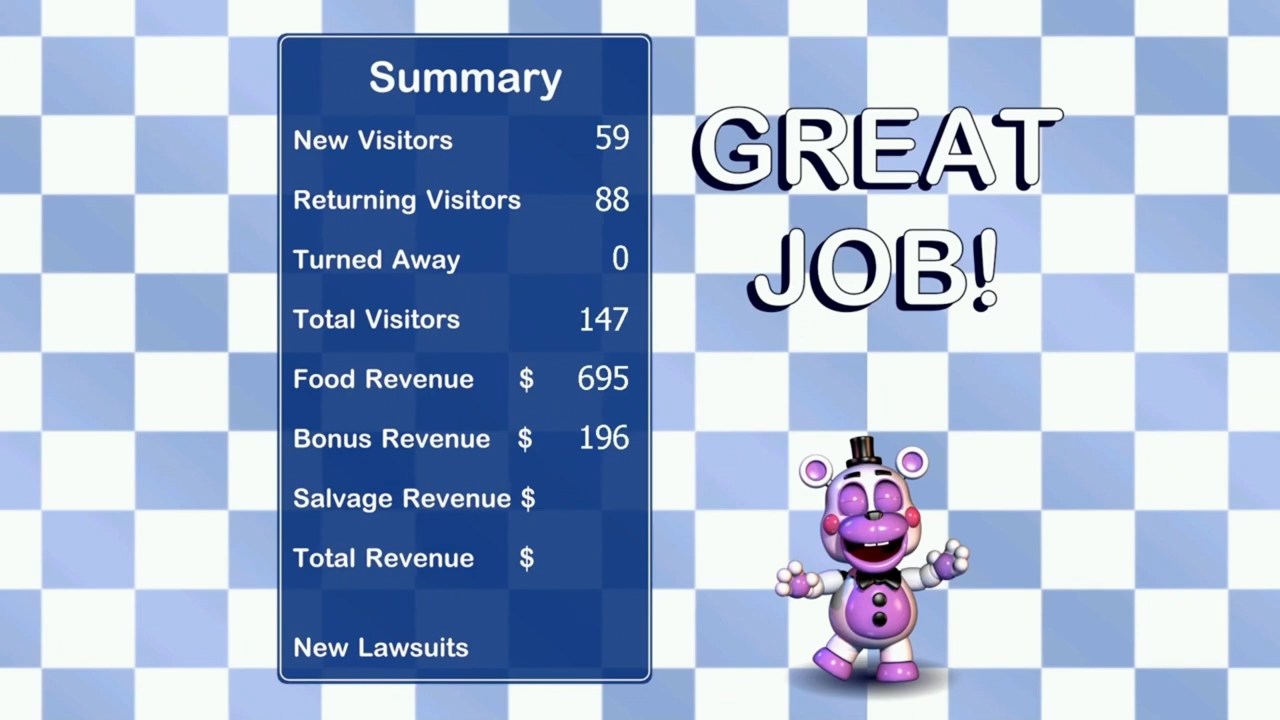 Summary
New Visitors 59
Returning Visitors 88
Turned Away 0
Total Visitors 147
Food Revenue $ 695
Bonus Revenue $ 196
Salvage Revenue $
Total Revenue $
New Lawsuits
GREAT
JOB!